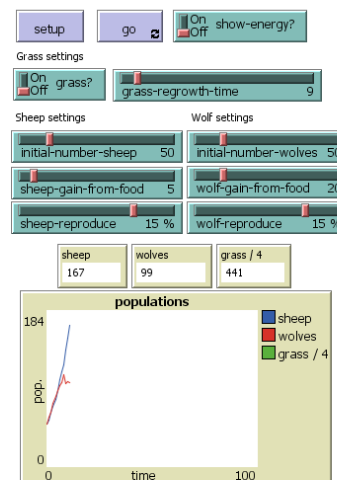 setup go On Off show-energy?
Grass settings
On Off grass? grass-regrowth-time 9
Sheep settings Wolf settings
initial-number-sheep 50 initial-number-wolves 50
sheep-gain-from-food 5 wolf-gain-from-food 20
sheep-reproduce 15 % wolf-reproduce 15 %
sheep wolves grass / 4
167 99 441
populations
184
pop.
0
0 time 100
sheep
wolves
grass / 4